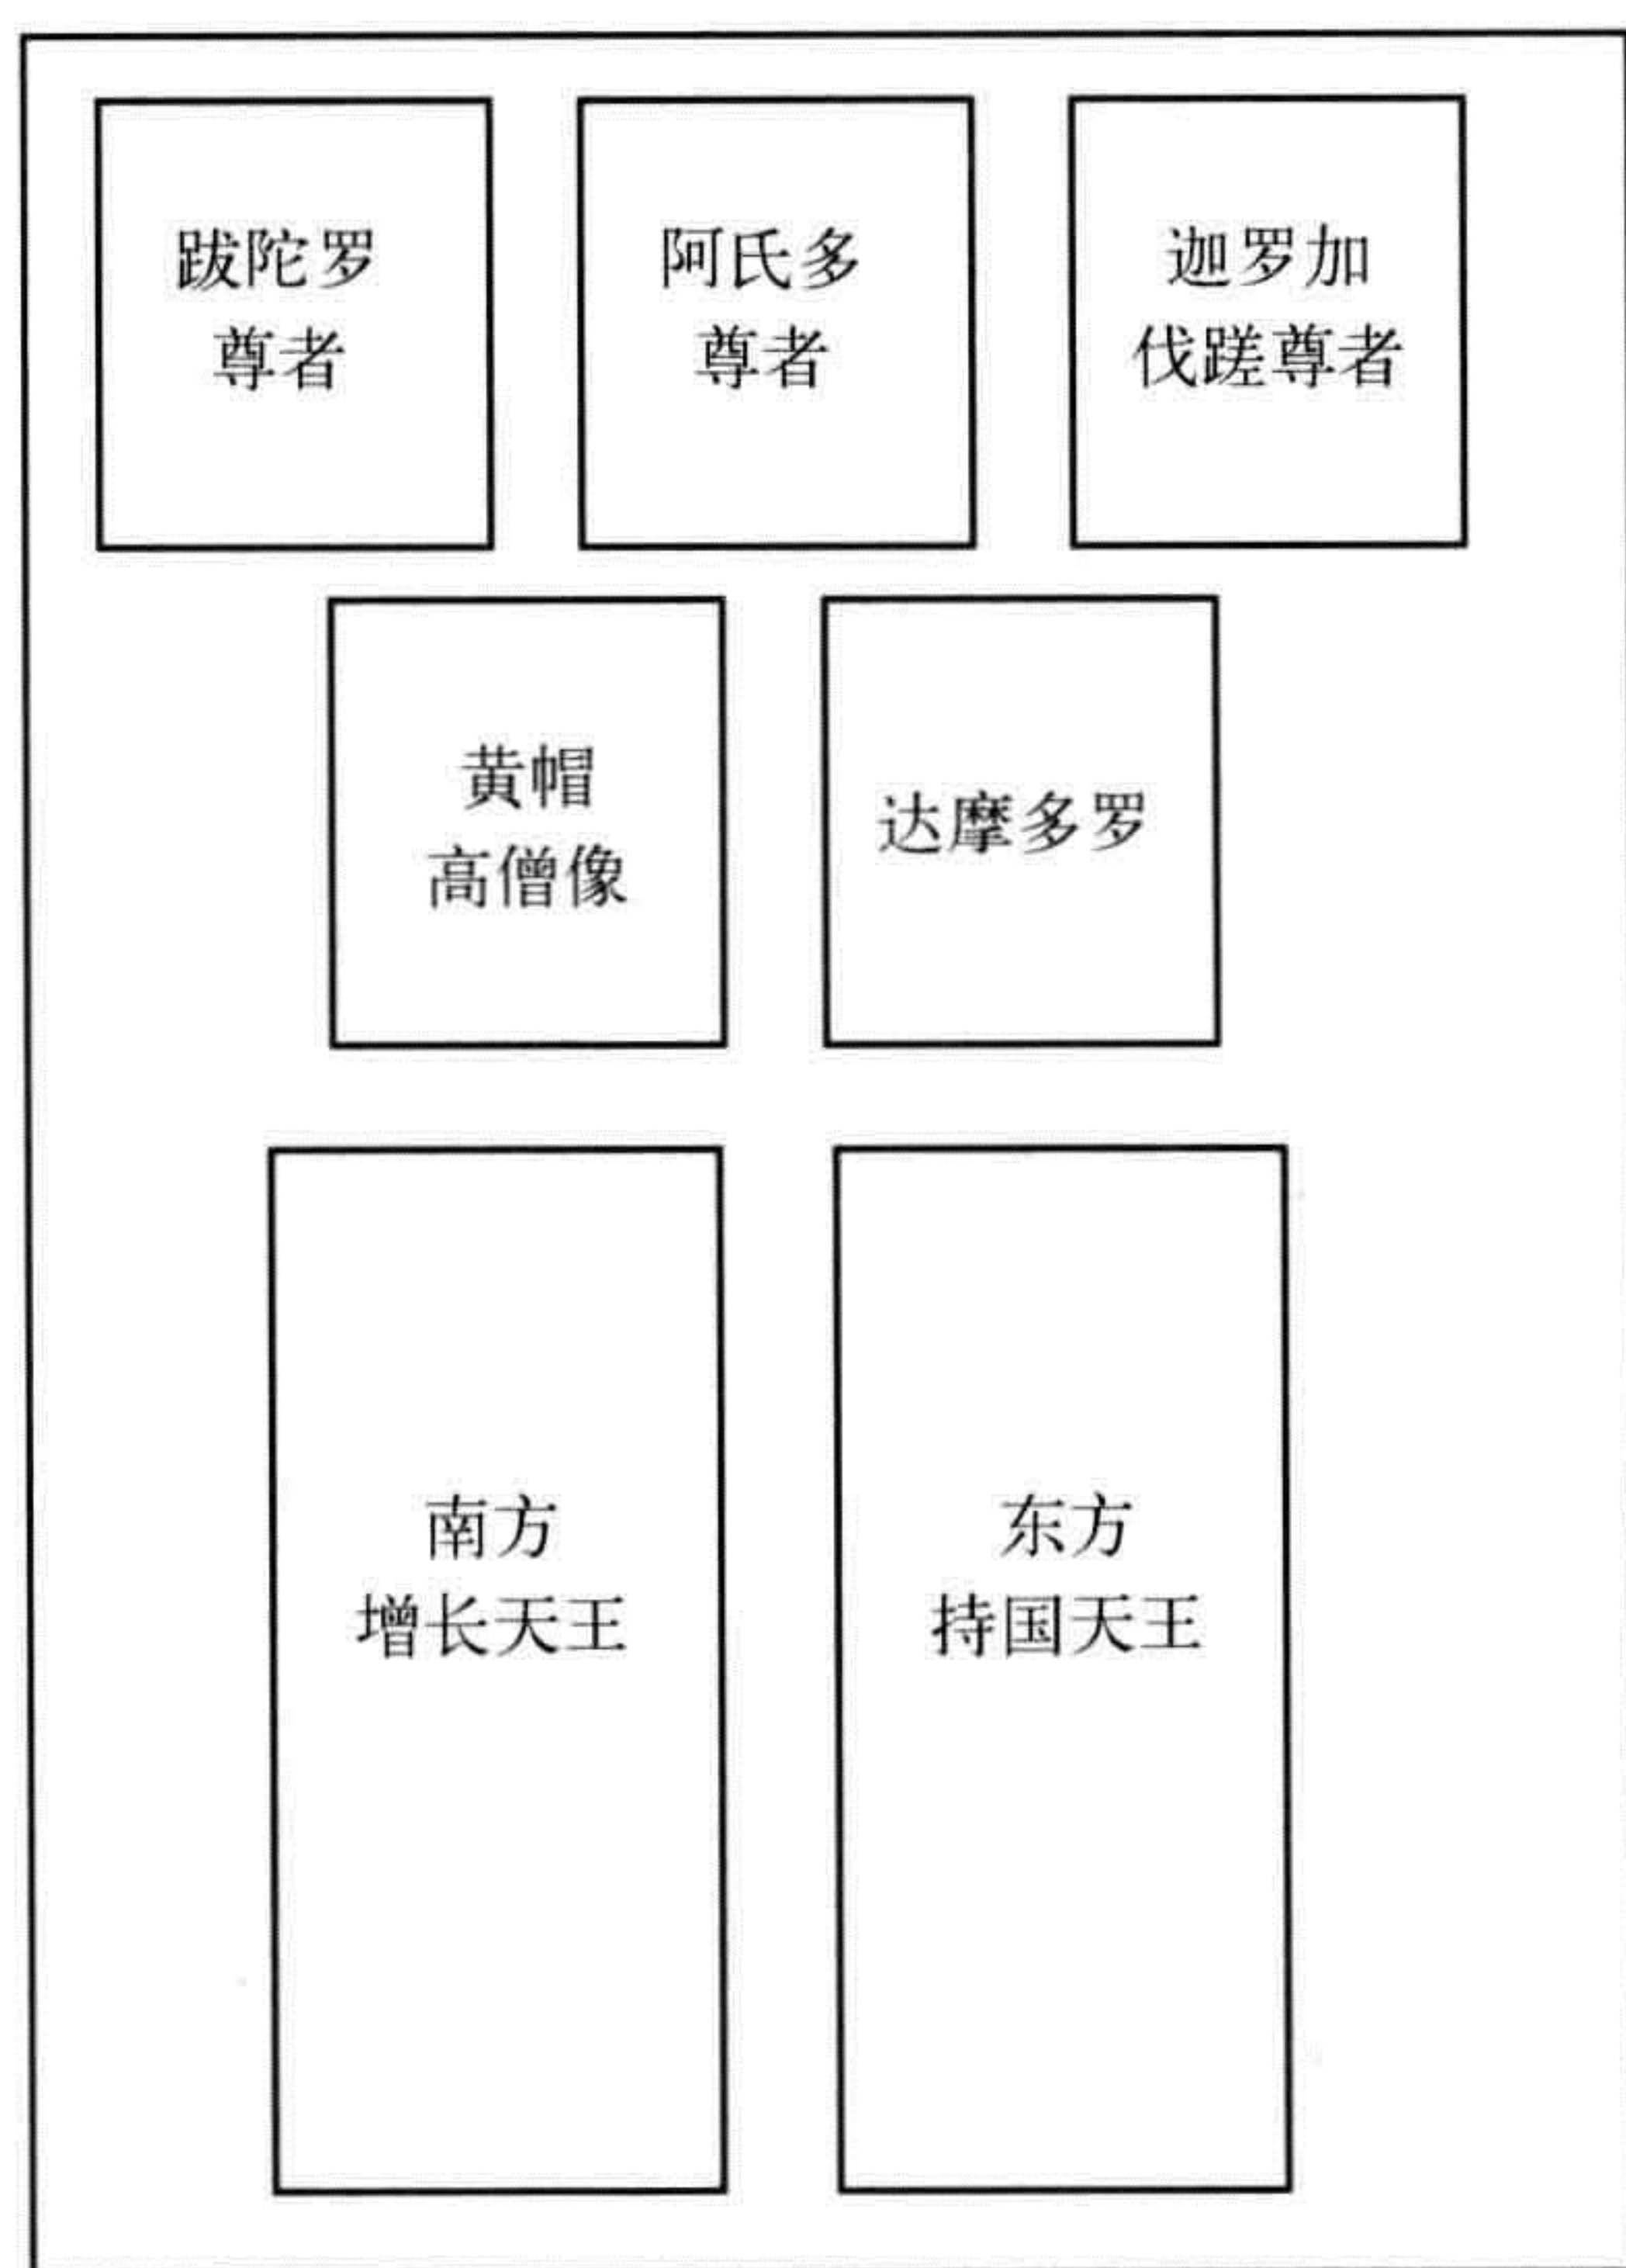 跋陀罗
尊者
阿氏多
尊者
迦罗加
伐蹉尊者
黄帽
高僧像
达摩多罗
南方
增长天王
东方
持国天王